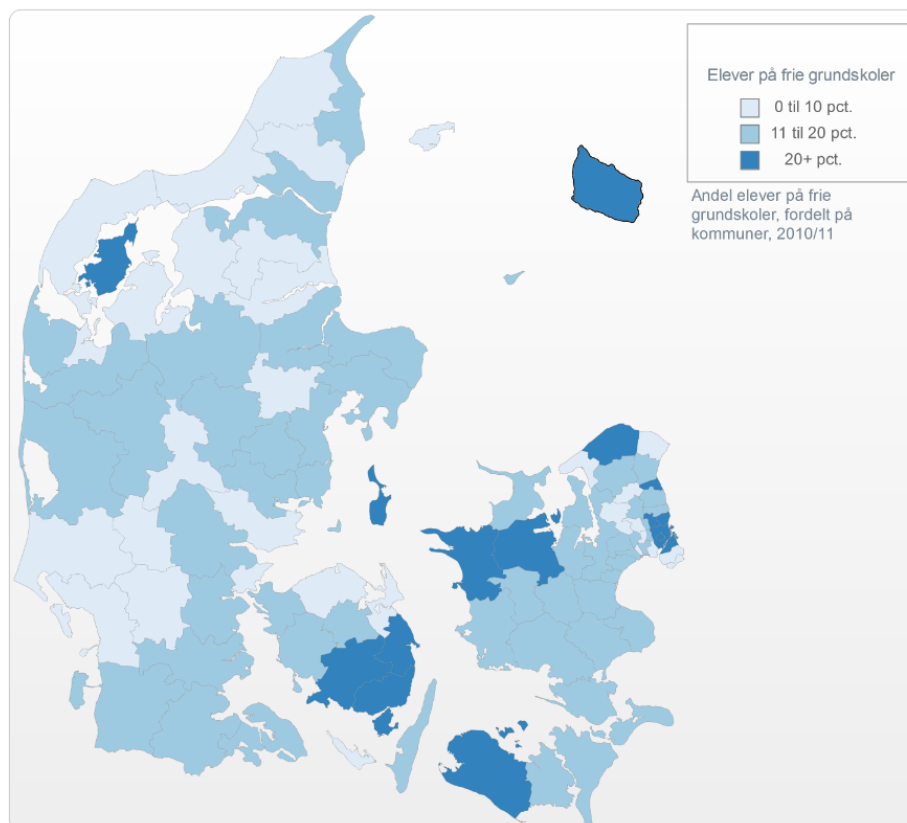 Elever på frie grundskoler
0 til 10 pct.
11 til 20 pct.
20+ pct.
Andel elever på frie
grundskoler, fordelt på
kommuner, 2010/11